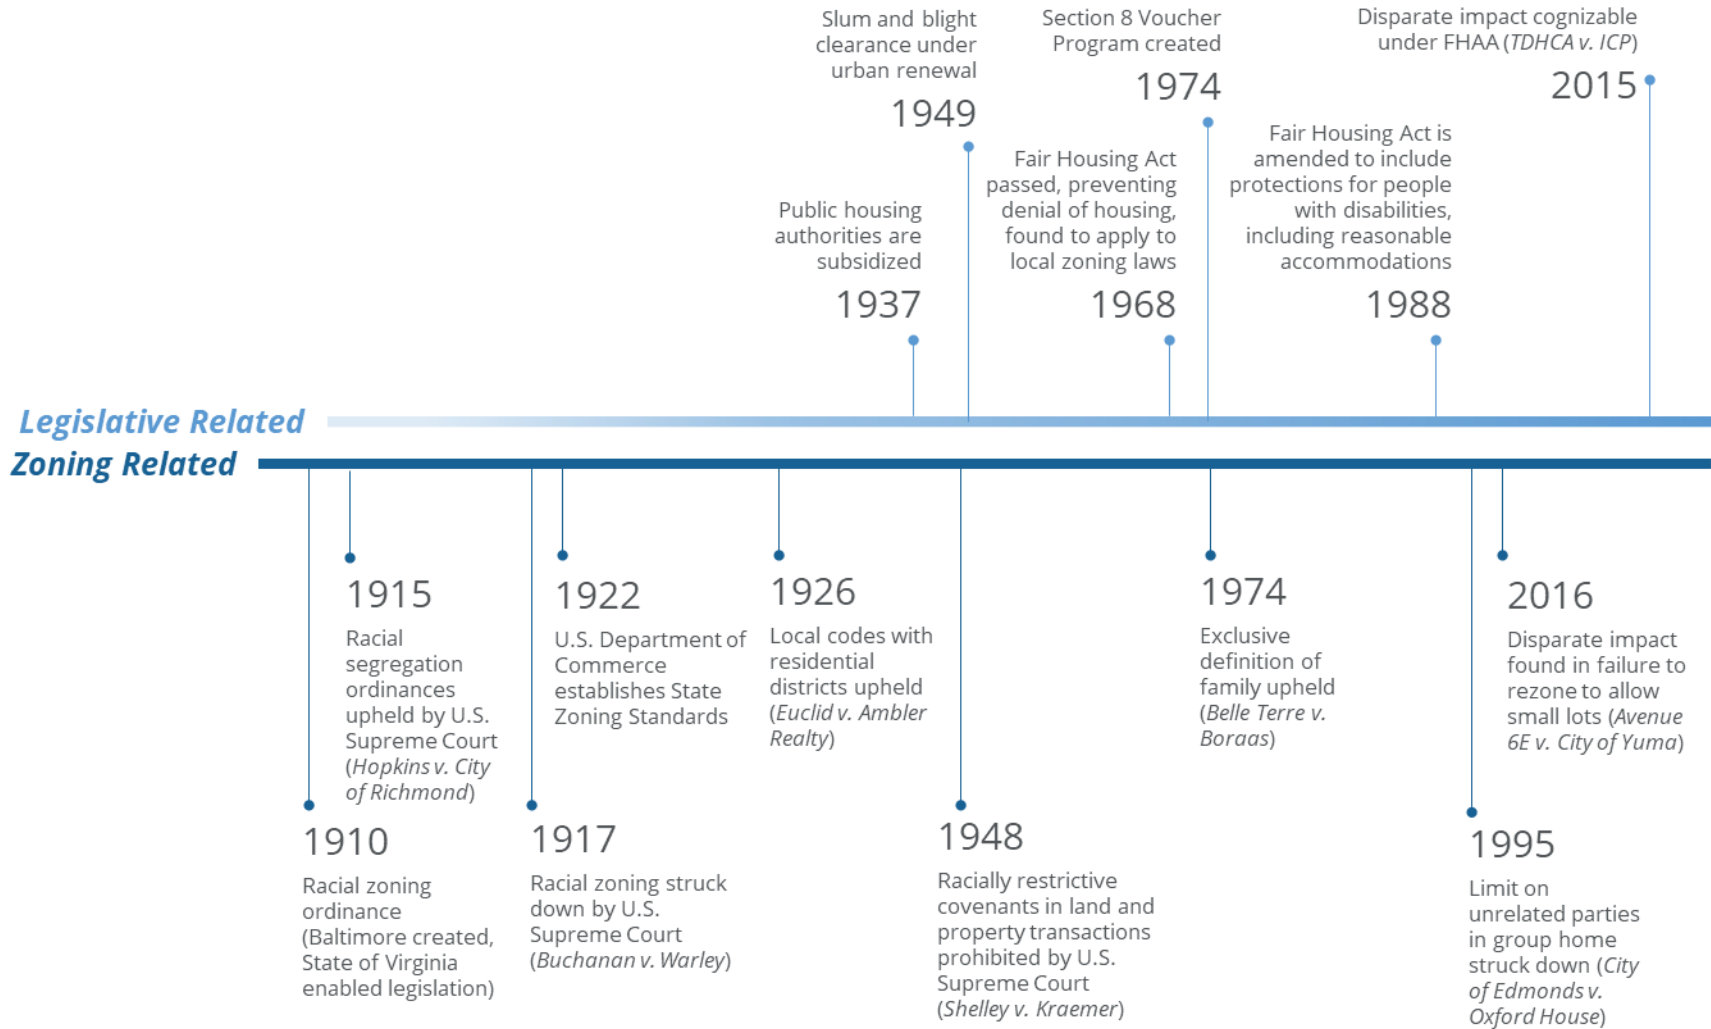 Slum and blight
clearance under
urban renewal
1949
Section 8 Voucher
Program created
1974
Disparate impact cognizable
under FHAA (TDHCA v. ICP)
2015
Public housing
authorities are
subsidized
1937
Fair Housing Act
passed, preventing
denial of housing,
found to apply to
local zoning laws
1968
Fair Housing Act is
amended to include
protections for people
with disabilities,
including reasonable
accommodations
1988
Legislative Related
Zoning Related
1915
Racial
segregation
ordinances
upheld by U.S.
Supreme Court
(Hopkins v. City
of Richmond)
1922
U.S. Department of
Commerce
establishes State
Zoning Standards
1926
Local codes with
residential
districts upheld
(Euclid v. Ambler
Realty)
1974
Exclusive
definition of
family upheld
(Belle Terre v.
Boraas)
2016
Disparate impact
found in failure to
rezone to allow
small lots (Avenue
6E v. City of Yuma)
1910
Racial zoning
ordinance
(Baltimore created,
State of Virginia
enabled legislation)
1917
Racial zoning struck
down by U.S.
Supreme Court
(Buchanan v. Warley)
1948
Racially restrictive
covenants in land and
property transactions
prohibited by U.S.
Supreme Court
(Shelley v. Kraemer)
1995
Limit on
unrelated parties
in group home
struck down (City
of Edmonds v.
Oxford House)